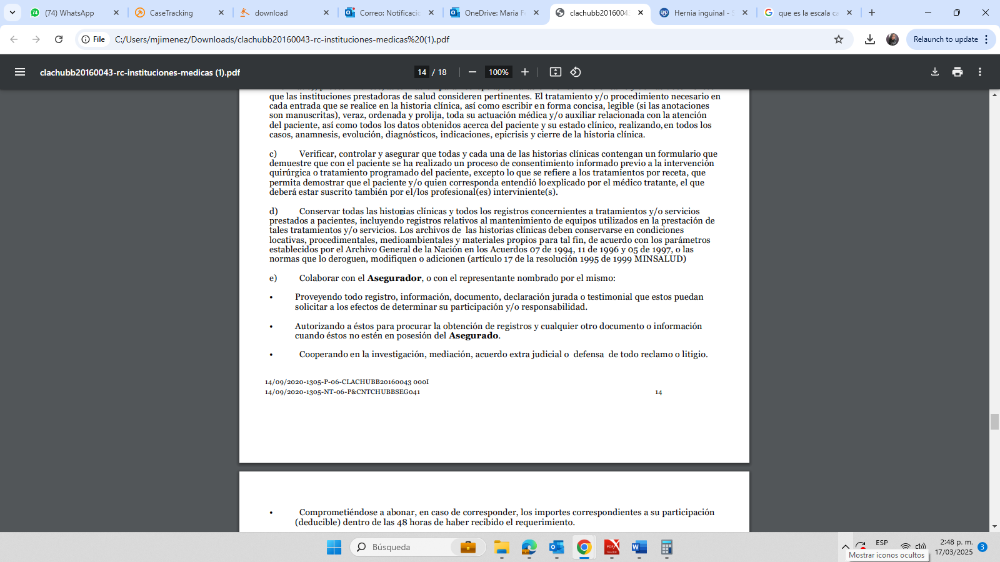 (74) WhatsApp
CaseTracking
download
Correo: Notificacio
OneDrive: Maria F
clachubb20160043
Hernia inguinal - S
que es la escala ca
File
C:/Users/mjimenez/Downloads/clachubb20160043-rc-instituciones-medicas%20(1).pdf
Relaunch to update
clachubb20160043-rc-instituciones-medicas (1).pdf
14 / 18
100%
que las instituciones prestadoras de salud consideren pertinentes. El tratamiento y/o procedimiento necesario en
cada entrada que se realice en la historia clínica, así como escribir en forma concisa, legible (si las anotaciones
son manuscritas), veraz, ordenada y prolija, toda su actuación médica y/o auxiliar relacionada con la atención
del paciente, así como todos los datos obtenidos acerca del paciente y su estado clínico, realizando, en todos los
casos, anamnesis, evolución, diagnósticos, indicaciones, epicrisis y cierre de la historia clínica.
c) Verificar, controlar y asegurar que todas y cada una de las historias clínicas contengan un formulario que
demuestre que con el paciente se ha realizado un proceso de consentimiento informado previo a la intervención
quirúrgica o tratamiento programado del paciente, excepto lo que se refiere a los tratamientos por receta, que
permita demostrar que el paciente y/o quien corresponda entendió lo explicado por el médico tratante, el que
deberá estar suscrito también por el/los profesional(es) interviniente(s).
d) Conservar todas las historias clínicas y todos los registros concernientes a tratamientos y/o servicios
prestados a pacientes, incluyendo registros relativos al mantenimiento de equipos utilizados en la prestación de
tales tratamientos y/o servicios. Los archivos de las historias clínicas deben conservarse en condiciones
locativas, procedimentales, medioambientales y materiales propios para tal fin, de acuerdo con los parámetros
establecidos por el Archivo General de la Nación en los Acuerdos 07 de 1994, 11 de 1996 y 05 de 1997, o las
normas que lo deroguen, modifiquen o adicionen (artículo 17 de la resolución 1995 de 1999 MINSALUD)
e) Colaborar con el Asegurador, o con el representante nombrado por el mismo:
• Proveyendo todo registro, información, documento, declaración jurada o testimonial que estos puedan
solicitar a los efectos de determinar su participación y/o responsabilidad.
• Autorizando a éstos para procurar la obtención de registros y cualquier otro documento o información
cuando éstos no estén en posesión del Asegurado.
• Cooperando en la investigación, mediación, acuerdo extra judicial o defensa de todo reclamo o litigio.
14/09/2020-1305-P-06-CLACHUBB20160043 000I
14/09/2020-1305-NT-06-P&CNTCHUBBSEG041 14
• Comprometiéndose a abonar, en caso de corresponder, los importes correspondientes a su participación
(deducible) dentro de las 48 horas de haber recibido el requerimiento.
Búsqueda
ESP
2:48 p. m.
17/03/2025
3
Mostrar iconos ocultos